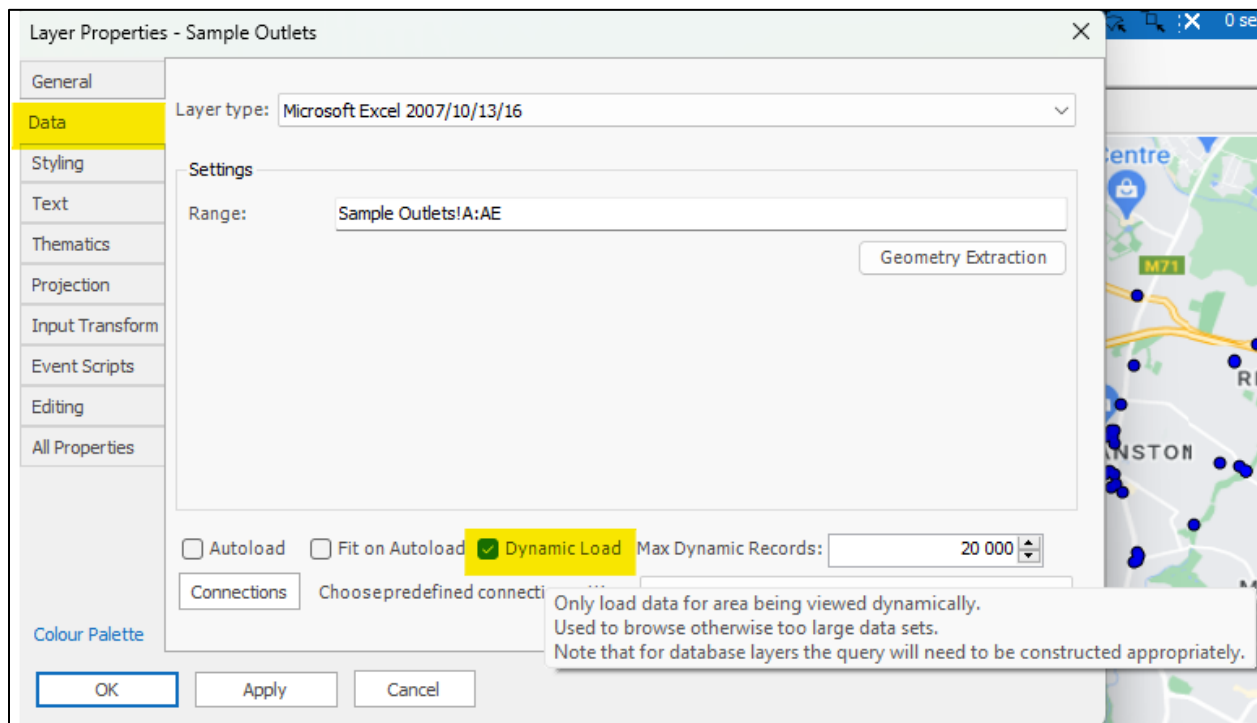 Layer Properties - Sample Outlets
0 se
General
Data
Styling
Text
Thematics
Projection
Input Transform
Event Scripts
Editing
All Properties
Colour Palette
Layer type: Microsoft Excel 2007/10/13/16
Settings
Range: Sample Outlets!A:AE
Geometry Extraction
Autoload Fit on Autoload Dynamic Load Max Dynamic Records: 20 000
Connections Choose predefined connecti
Only load data for area being viewed dynamically.
Used to browse otherwise too large data sets.
Note that for database layers the query will need to be constructed appropriately.
OK Apply Cancel
Centre
M71
R
ANSTON
M